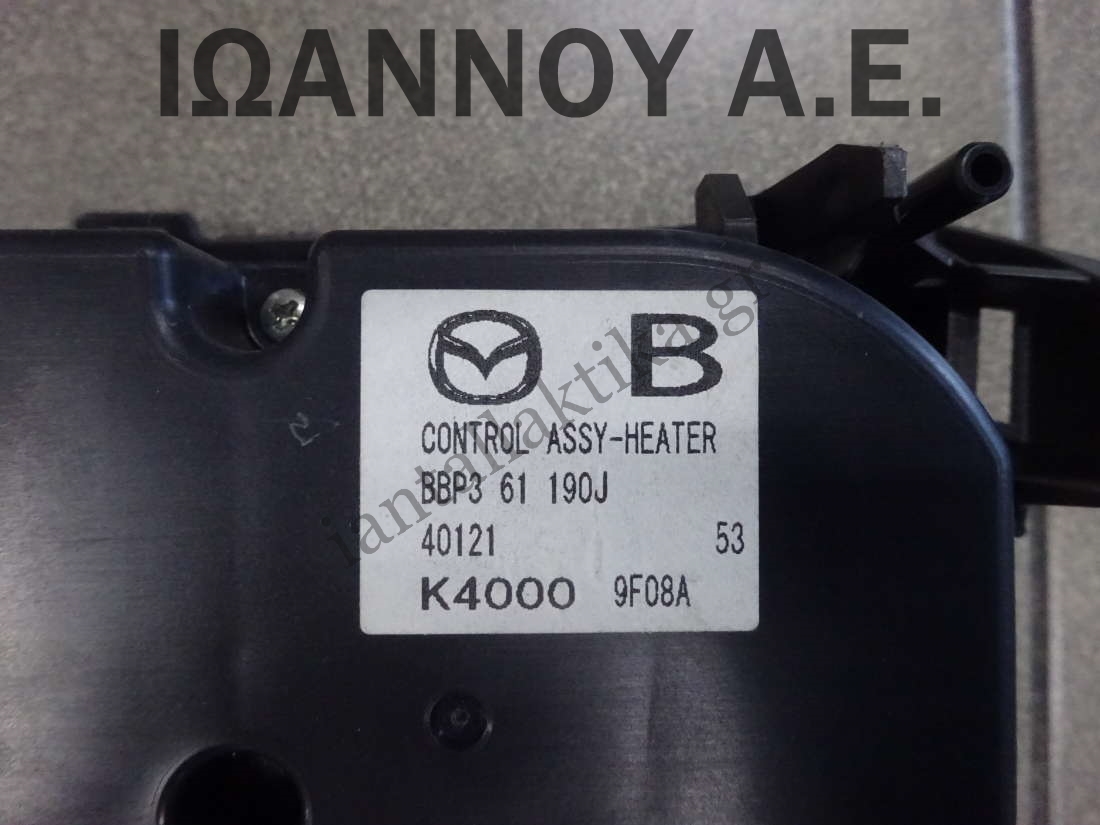 ΙΩΑΝΝΟΥ Α.Ε.
B
CONTROL ASSY-HEATER
BBP3 61 190J
40121 53
K4000 9F08A